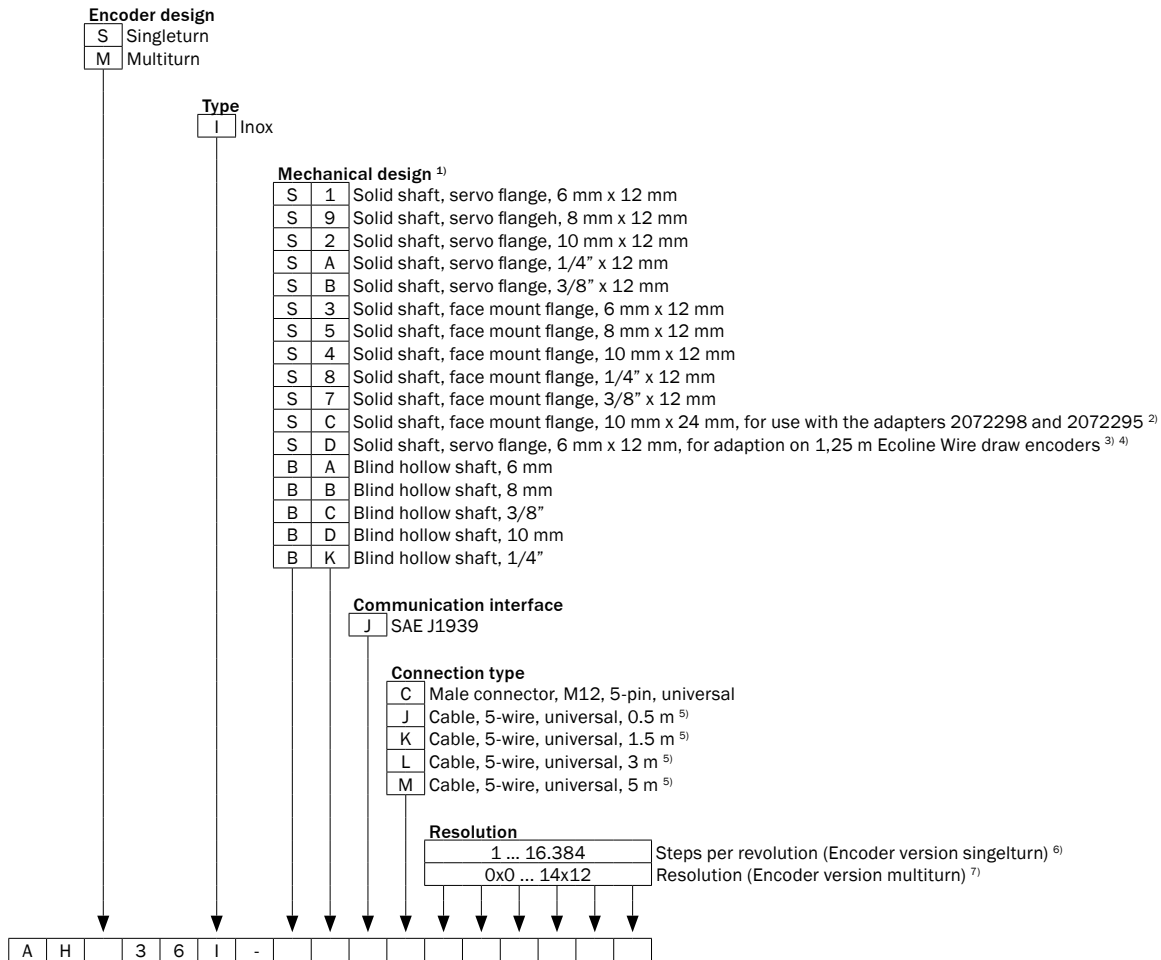 Encoder design
S Singleturn
M Multiturn
Type
I Inox
Mechanical design 1)
S 1 Solid shaft, servo flange, 6 mm x 12 mm
S 9 Solid shaft, servo flangeh, 8 mm x 12 mm
S 2 Solid shaft, servo flange, 10 mm x 12 mm
S A Solid shaft, servo flange, 1/4” x 12 mm
S B Solid shaft, servo flange, 3/8” x 12 mm
S 3 Solid shaft, face mount flange, 6 mm x 12 mm
S 5 Solid shaft, face mount flange, 8 mm x 12 mm
S 4 Solid shaft, face mount flange, 10 mm x 12 mm
S 8 Solid shaft, face mount flange, 1/4” x 12 mm
S 7 Solid shaft, face mount flange, 3/8” x 12 mm
S C Solid shaft, face mount flange, 10 mm x 24 mm, for use with the adapters 2072298 and 2072295 2)
S D Solid shaft, servo flange, 6 mm x 12 mm, for adaption on 1,25 m Ecoline Wire draw encoders 3) 4)
B A Blind hollow shaft, 6 mm
B B Blind hollow shaft, 8 mm
B C Blind hollow shaft, 3/8”
B D Blind hollow shaft, 10 mm
B K Blind hollow shaft, 1/4”
Communication interface
J SAE J1939
Connection type
C Male connector, M12, 5-pin, universal
J Cable, 5-wire, universal, 0.5 m 5)
K Cable, 5-wire, universal, 1.5 m 5)
L Cable, 5-wire, universal, 3 m 5)
M Cable, 5-wire, universal, 5 m 5)
Resolution
1 ... 16.384 Steps per revolution (Encoder version singelturn) 6)
0x0 ... 14x12 Resolution (Encoder version multiturn) 7)
A H 3 6 I -